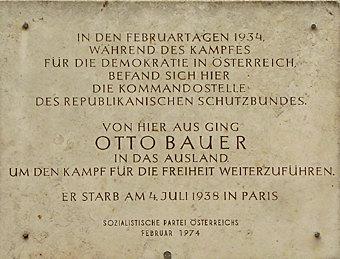 IN DEN FEBRUARTAGEN 1934,
WÄHREND DES KAMPFES
FÜR DIE DEMOKRATIE IN ÖSTERREICH,
BEFAND SICH HIER
DIE KOMMANDOSTELLE
DES REPUBLIKANISCHEN SCHUTZBUNDES.
VON HIER AUS GING
OTTO BAUER
IN DAS AUSLAND,
UM DEN KAMPF FÜR DIE FREIHEIT WEITERZUFÜHREN.
ER STARB AM 4. JULI 1938 IN PARIS
SOZIALISTISCHE PARTEI ÖSTERREICHS
FEBRUAR 1974